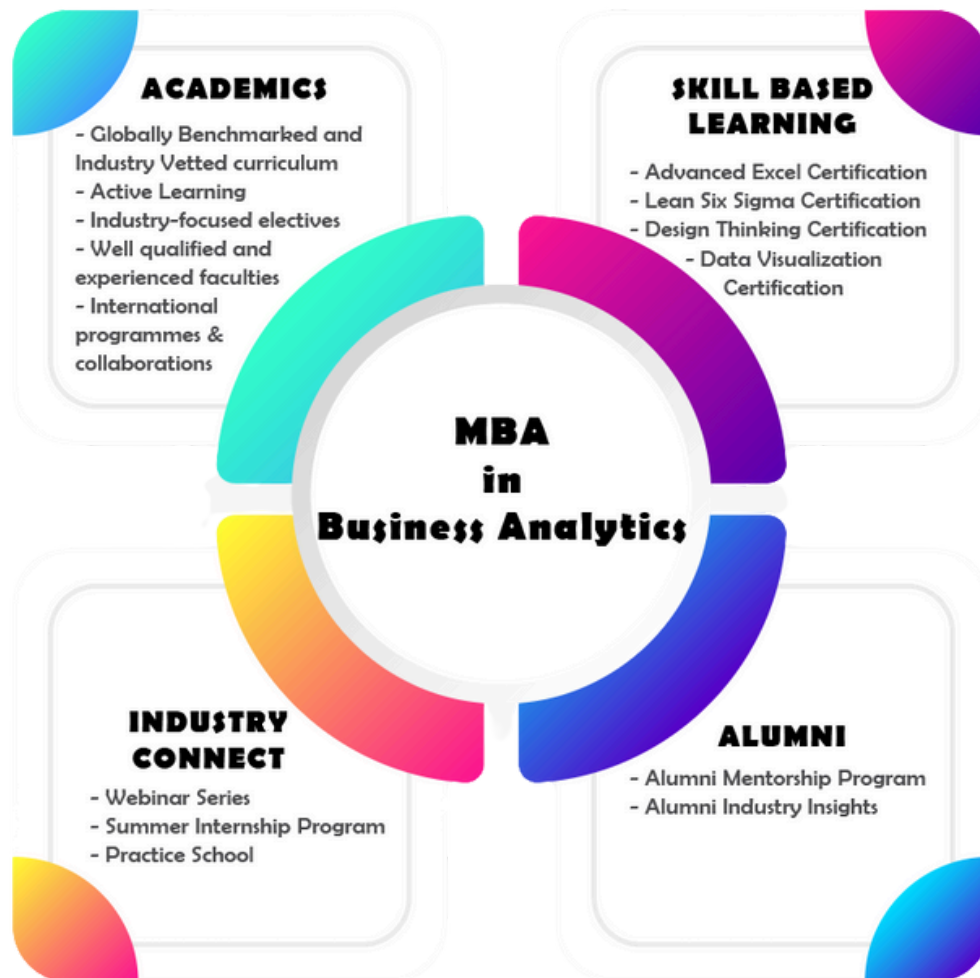 ACADEMICS
- Globally Benchmarked and
Industry Vetted curriculum
- Active Learning
- Industry-focused electives
- Well qualified and
experienced faculties
- International
programmes &
collaborations
SKILL BASED
LEARNING
- Advanced Excel Certification
- Lean Six Sigma Certification
- Design Thinking Certification
- Data Visualization
Certification
MBA
in
Business Analytics
INDUSTRY
CONNECT
- Webinar Series
- Summer Internship Program
- Practice School
ALUMNI
- Alumni Mentorship Program
- Alumni Industry Insights